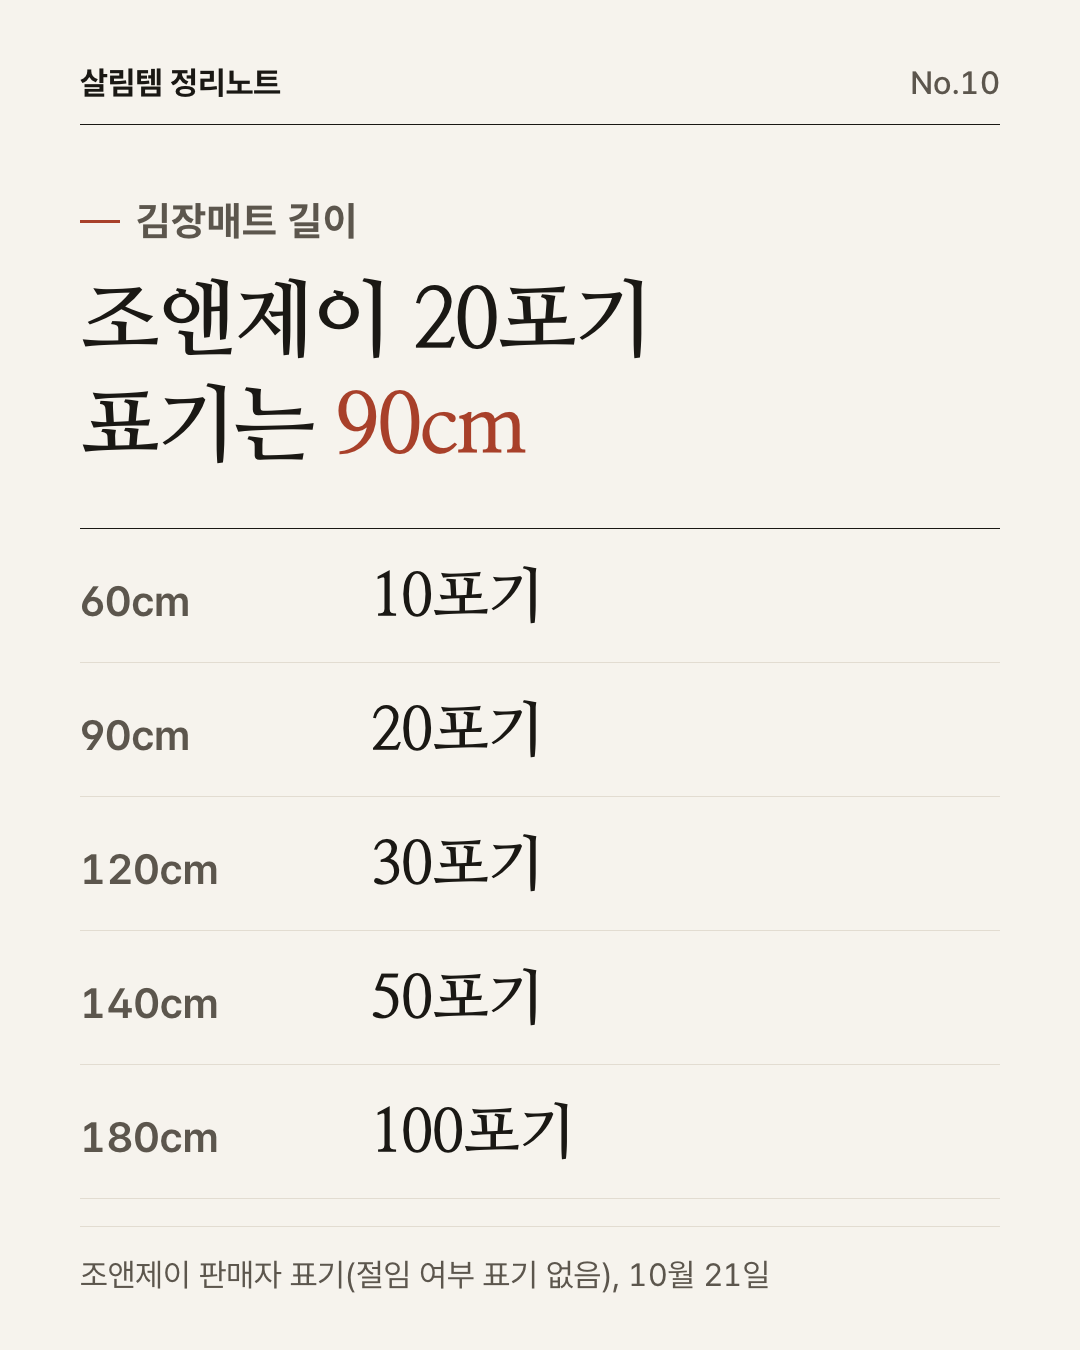 살림템 정리노트 No.10
김장매트 길이
조앤제이 20포기
표기는 90cm
60cm 10포기
90cm 20포기
120cm 30포기
140cm 50포기
180cm 100포기
조앤제이 판매자 표기(절임 여부 표기 없음), 10월 21일